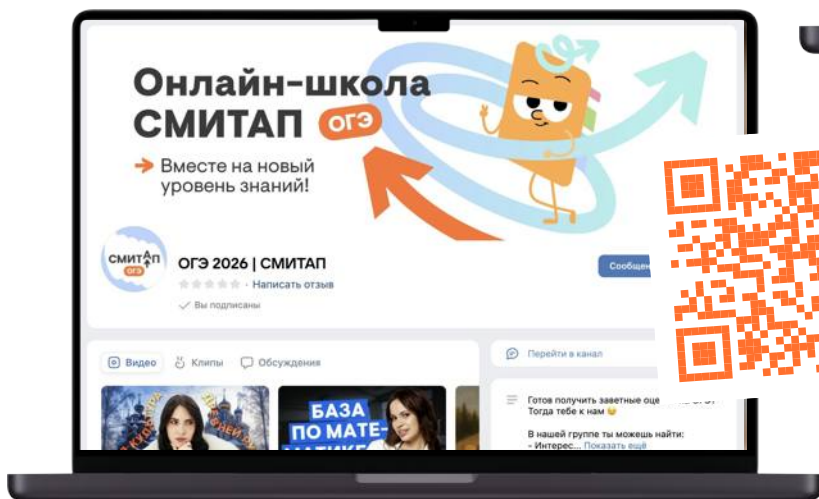 Онлайн-школа
СМИТАП ОГЭ
Вместе на новый
уровень знаний!
СМИТАП
ОГЭ
ОГЭ 2026 | СМИТАП
· Написать отзыв
Вы подписаны
Сообщен
Видео Клипы Обсуждения
Перейти в канал
Готов получить заветные
Тогда тебе к нам
В нашей группе ты можешь найти:
- Интерес... Показать ещё
БАЗА
ПО МАТЕ-
МАТИКЕ